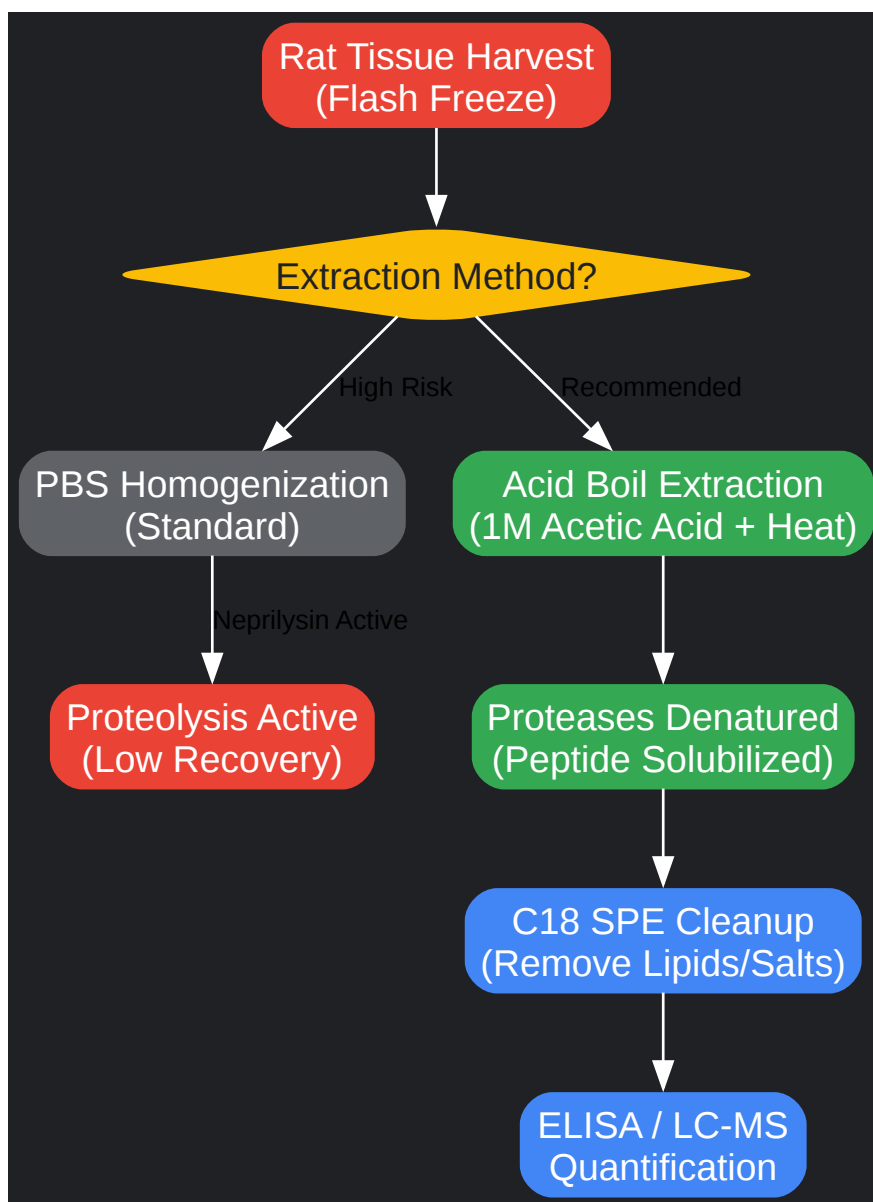 Rat Tissue Harvest
(Flash Freeze)
Extraction Method?
High Risk
Recommended
PBS Homogenization
(Standard)
Acid Boil Extraction
(1M Acetic Acid + Heat)
Neprilysin Active
Proteolysis Active
(Low Recovery)
Proteases Denatured
(Peptide Solubilized)
C18 SPE Cleanup
(Remove Lipids/Salts)
ELISA / LC-MS
Quantification